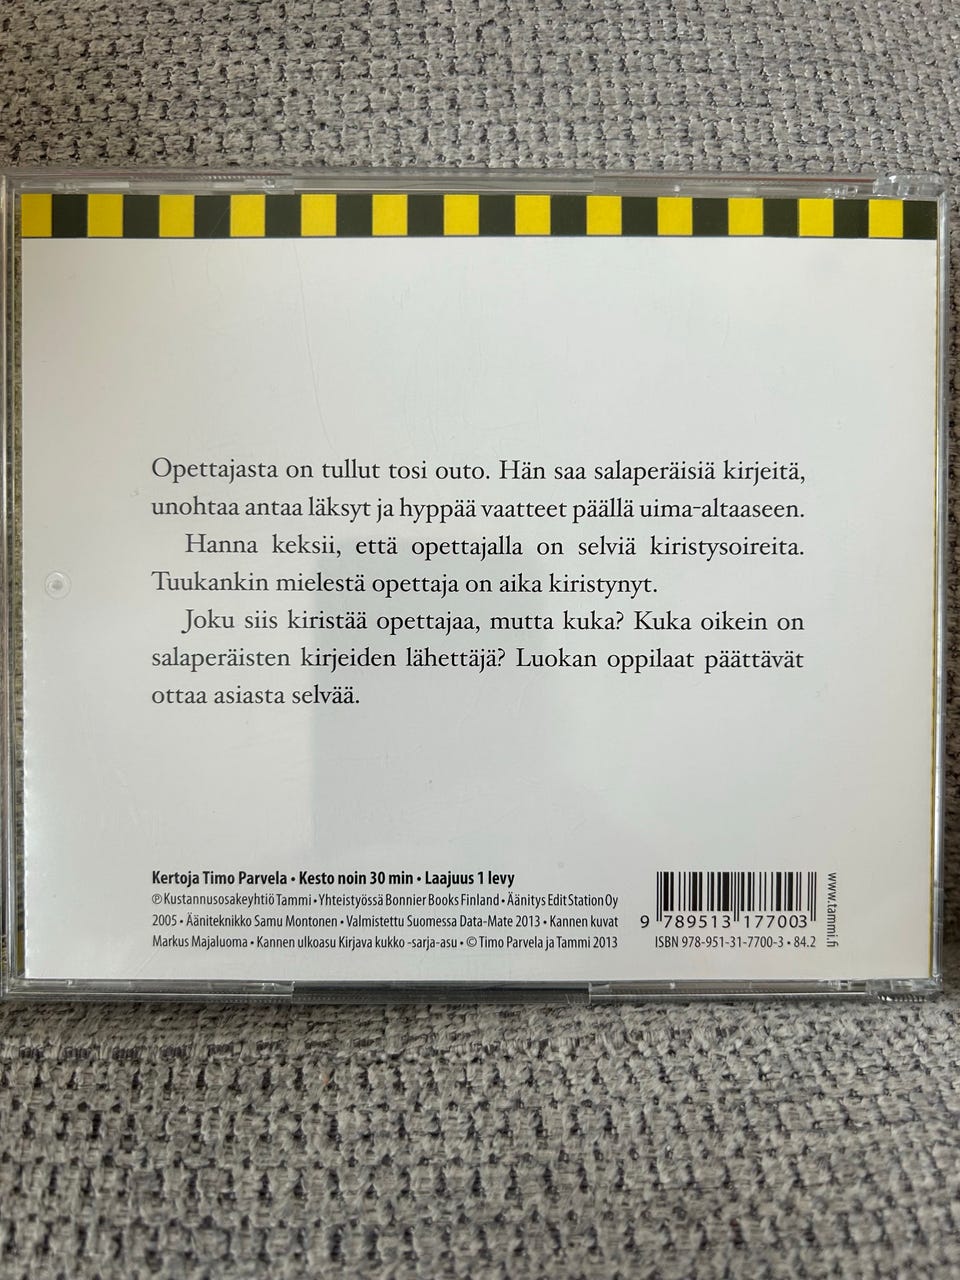 Opettajasta on tullut tosi outo. Hän saa salaperäisiä kirjeitä,
unohtaa antaa läksyt ja hyppää vaatteet päällä uima-altaaseen.
Hanna keksii, että opettajalla on selviä kiristysoireita.
Tuukankin mielestä opettaja on aika kiristynyt.
Joku siis kiristää opettajaa, mutta kuka? Kuka oikein on
salaperäisten kirjeiden lähettäjä? Luokan oppilaat päättävät
ottaa asiasta selvää.
Kertoja Timo Parvela • Kesto noin 30 min • Laajuus 1 levy
℗ Kustannusosakeyhtiö Tammi • Yhteistyössä Bonnier Books Finland • Äänitys Edit Station Oy
2005 • Ääniteknikko Samu Montonen • Valmistettu Suomessa Data-Mate 2013 • Kannen kuvat
Markus Majaluoma • Kannen ulkoasu Kirjava kukko -sarja-asu • © Timo Parvela ja Tammi 2013
9 789513 177003
ISBN 978-951-31-7700-3 • 84.2
www.tammi.fi